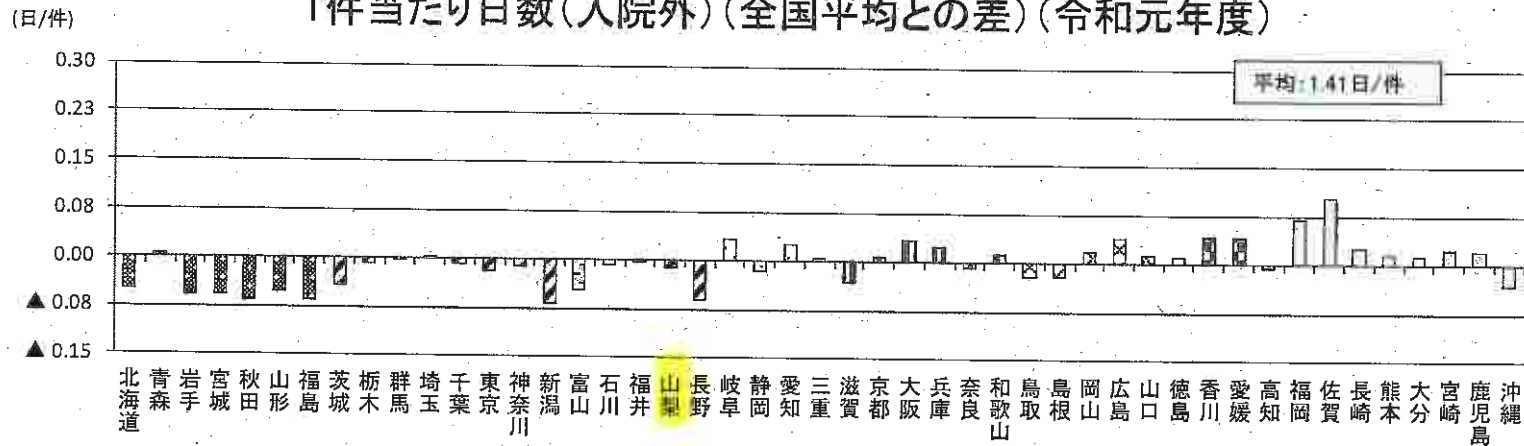 1件当たり日数(入院外)(全国平均との差)(令和元年度)
(日/件)
平均:1.41日/件
0.30
0.23
0.15
0.08
0.00
▲ 0.08
▲ 0.15
北海道
青森
岩手
宮城
秋田
山形
福島
茨城
栃木
群馬
埼玉
千葉
東京
神奈川
新潟
富山
石川
福井
山梨
長野
岐阜
静岡
愛知
三重
滋賀
京都
大阪
兵庫
奈良
和歌山
鳥取
島根
岡山
広島
山口
徳島
香川
愛媛
高知
福岡
佐賀
長崎
熊本
大分
宮崎
鹿児島
沖縄